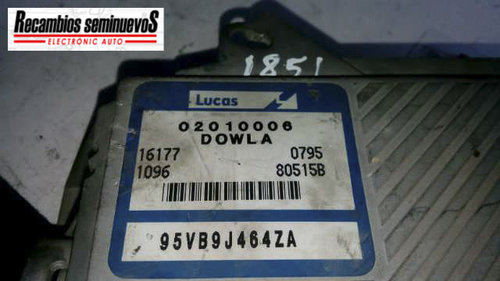 Recambios seminuevoS
ELECTRONIC AUTO
1851
Lucas
02010006
DOWLA
16177 0795
1096 80515B
95VB9J464ZA